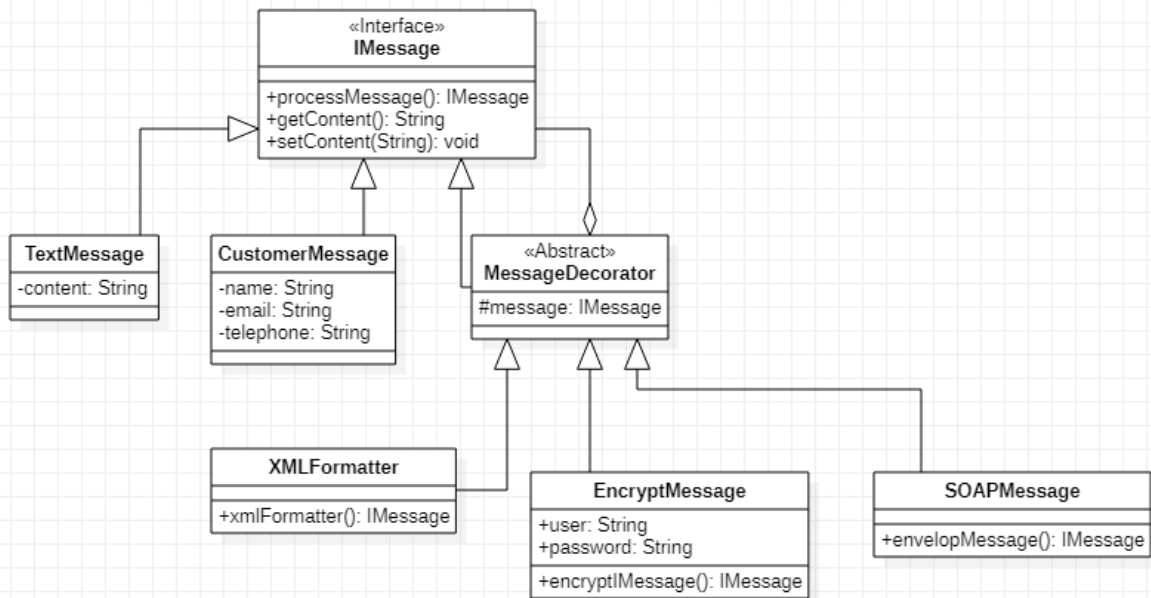 «Interface»
IMessage
+processMessage(): IMessage
+getContent(): String
+setContent(String): void
TextMessage
-content: String
CustomerMessage
-name: String
-email: String
-telephone: String
«Abstract»
MessageDecorator
#message: IMessage
XMLFormatter
+xmlFormatter(): IMessage
EncryptMessage
+user: String
+password: String
+encryptIMessage(): IMessage
SOAPMessage
+envelopMessage(): IMessage